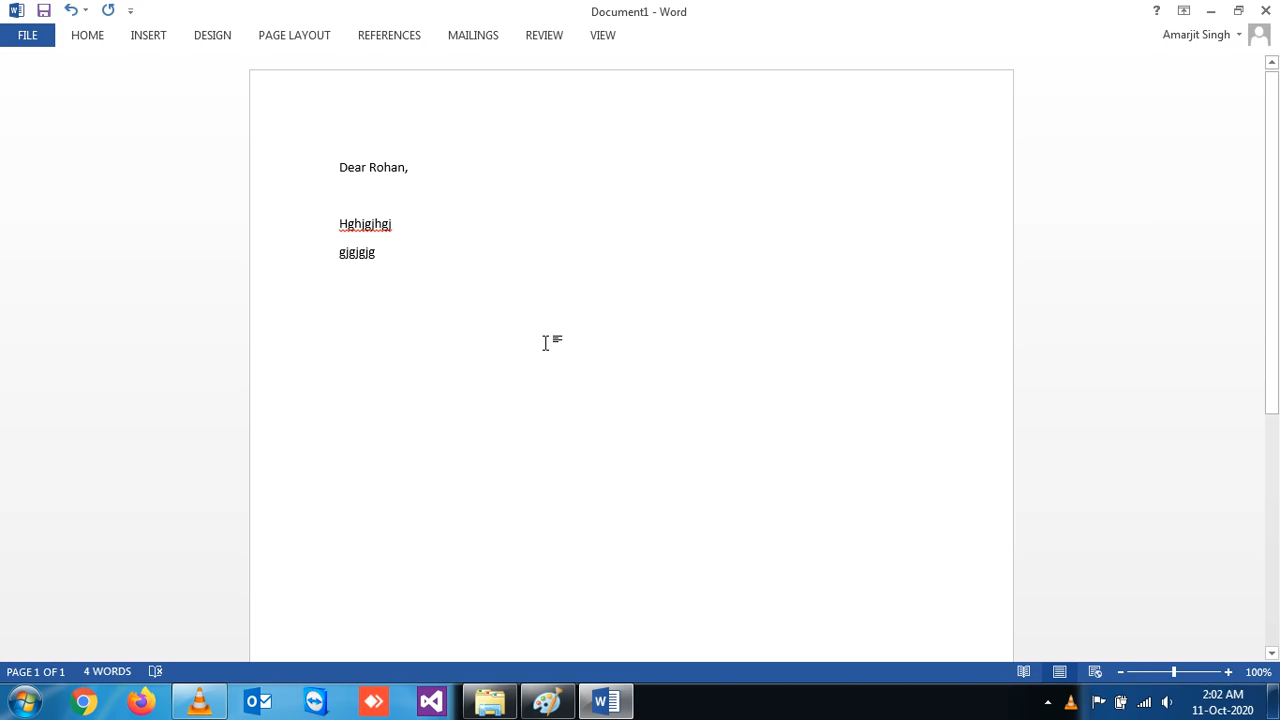 Document1 - Word
?
FILE HOME INSERT DESIGN PAGE LAYOUT REFERENCES MAILINGS REVIEW VIEW Amarjit Singh
Dear Rohan,
Hghjgjhgj
gjgjgjg
PAGE 1 OF 1 4 WORDS 100%
2:02 AM
11-Oct-2020